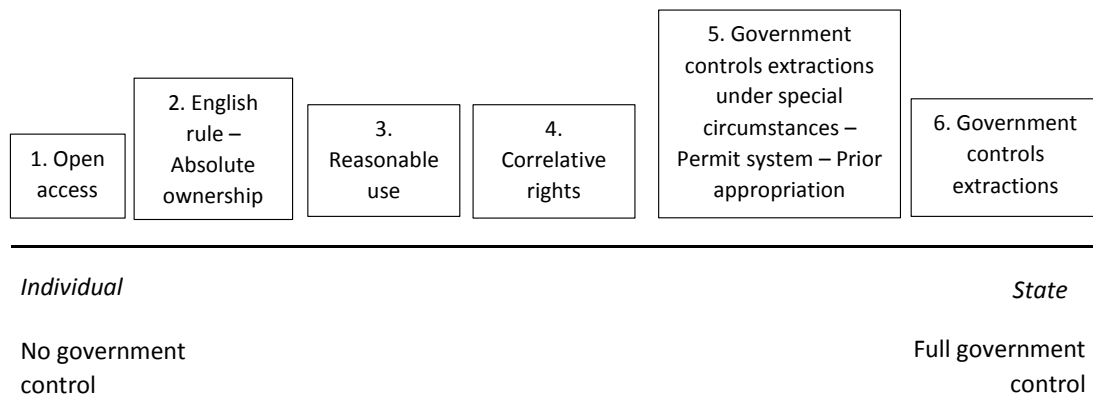 1. Open
access
2. English
rule –
Absolute
ownership
3.
Reasonable
use
4.
Correlative
rights
5. Government
controls extractions
under special
circumstances –
Permit system – Prior
appropriation
6. Government
controls
extractions
Individual
State
No government
control
Full government
control